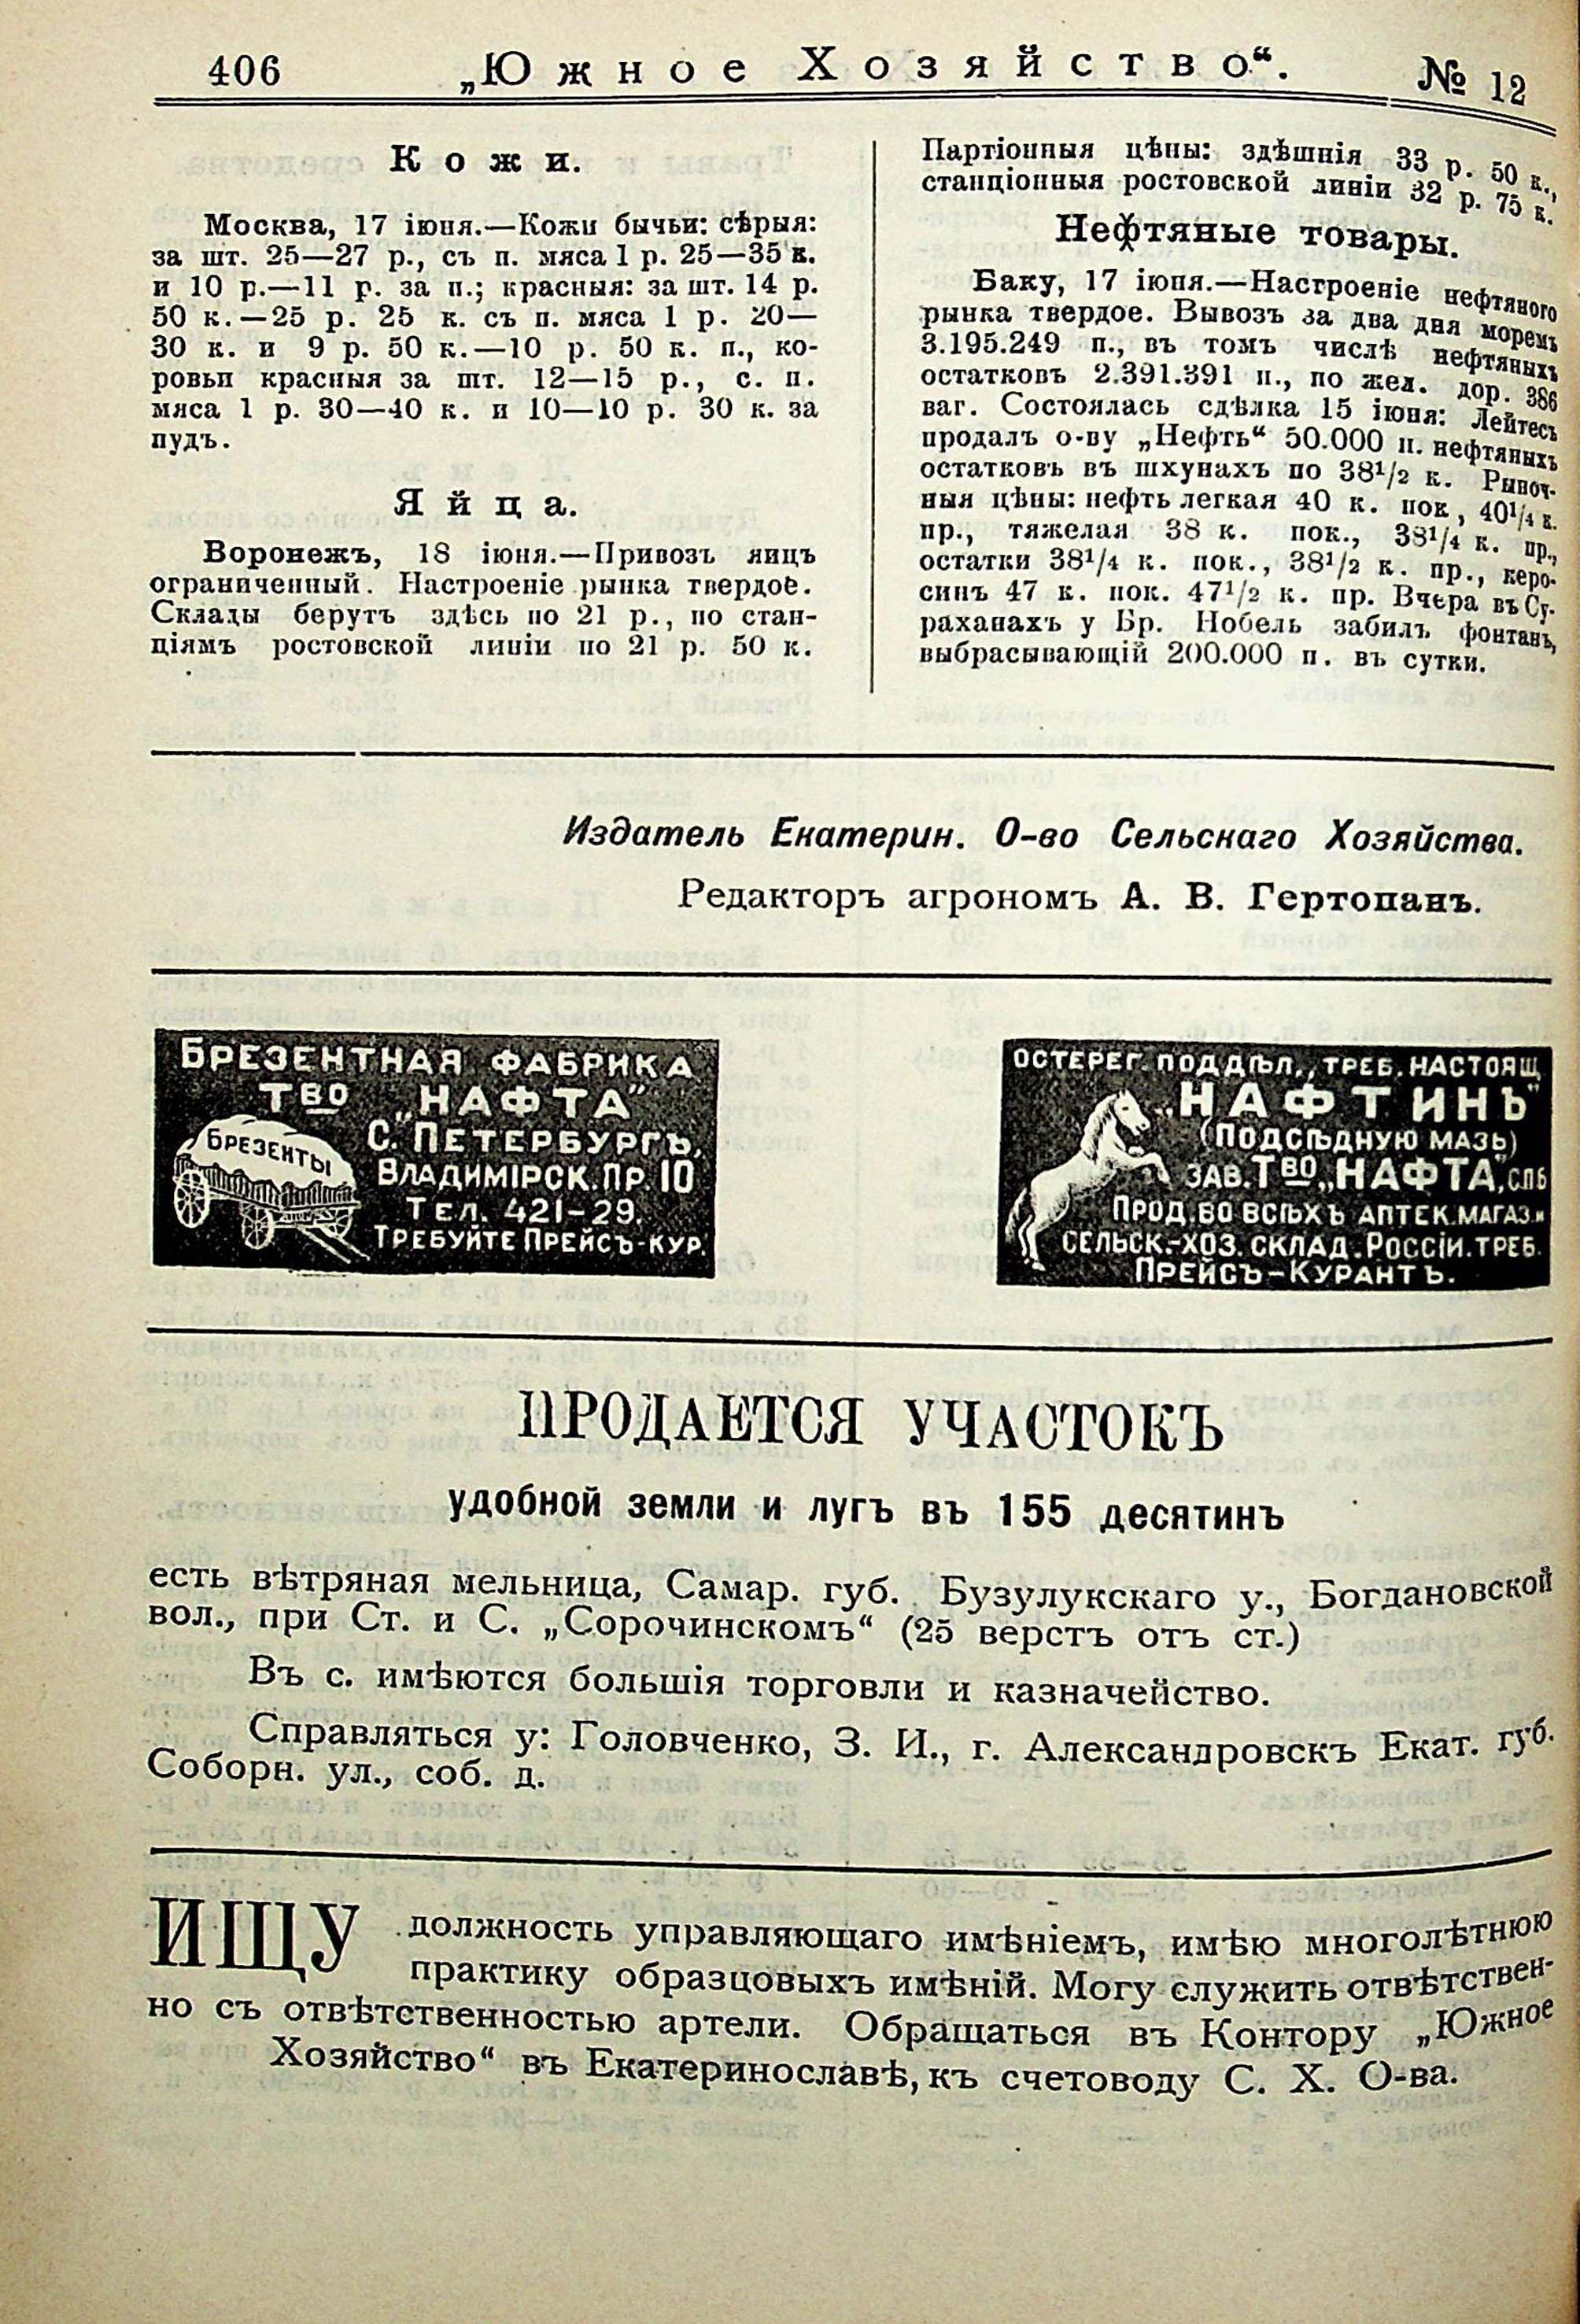 406
„Южное Хозяйство“.
№ 12
Кожи.
Москва, 17 іюня.—Кожи бычьи: сѣрыя:
за шт. 25—27 р., съ п. мяса 1 р. 25—35 к.
и 10 р.—11 р. за п.; красныя: за шт. 14 р.
50 к.—25 р. 25 к. съ п. мяса 1 р. 20—
30 к. и 9 р. 50 к.—10 р. 50 к. п., ко-
ровьи красныя за шт. 12—15 р., с. п.
мяса 1 р. 30—40 к. и 10—10 р. 30 к. за
пудъ.
Яйца.
Воронежъ, 18 іюня.—Привозъ яицъ
ограниченный. Настроеніе рынка твердое.
Склады берутъ здѣсь по 21 р., по стан-
ціямъ ростовской линіи по 21 р. 50 к.
Партіонныя цѣны: здѣшнія 33 р. 50 к.,
станціонныя ростовской линіи 32 р. 75 к.
Нефтяные товары.
Баку, 17 іюня.—Настроеніе нефтяного
рынка твердое. Вывозъ за два дня моремъ
3.195.249 п., въ томъ числѣ нефтяныхъ
остатковъ 2.391.391 п., по жел. дор. 386
ваг. Состоялась сдѣлка 15 іюня: Лейтесъ
продалъ о-ву „Нефть“ 50.000 п. нефтяныхъ
остатковъ въ шхунахъ по 38¹/₂ к. Рыноч-
ныя цѣны: нефть легкая 40 к. пок., 40¹/₄ к.
пр., тяжелая 38 к. пок., 38¹/₄ к. пр.,
остатки 38¹/₄ к. пок., 38¹/₂ к. пр., керо-
синъ 47 к. пок. 47¹/₂ к. пр. Вчера въ Су-
раханахъ у Бр. Нобель забилъ фонтанъ,
выбрасывающій 200.000 п. въ сутки.
Издатель Екатерин. О-во Сельскаго Хозяйства.
Редакторъ агрономъ А. В. Гертопанъ.
БРЕЗЕНТНАЯ ФАБРИКА
Тво „НАФТА“
С. ПЕТЕРБУРГЪ,
БРЕЗЕНТЫ
ВЛАДИМІРСК. ПР. 10
ТЕЛ. 421-29.
ТРЕБУЙТЕ ПРЕЙСЪ-КУР.
ОСТЕРЕГ. ПОДДѢЛ., ТРЕБ. НАСТОЯЩ.
„НАФТИНЪ“
(ПОДСѢДНУЮ МАЗЬ)
ЗАВ. Тво „НАФТА“, СПБ
ПРОД. ВО ВСѢХЪ АПТЕК. МАГАЗ. и
СЕЛЬСК.-ХОЗ. СКЛАД. РОССІИ. ТРЕБ.
ПРЕЙСЪ-КУРАНТЪ.
ПРОДАЕТСЯ УЧАСТОКЪ
удобной земли и лугъ въ 155 десятинъ
есть вѣтряная мельница, Самар. губ. Бузулукскаго у., Богдановской
вол., при Ст. и С. „Сорочинскомъ“ (25 верстъ отъ ст.)
Въ с. имѣются большія торговли и казначейство.
Справляться у: Головченко, З. И., г. Александровскъ Екат. губ.
Соборн. ул., соб. д.
ИЩУ должность управляющаго имѣніемъ, имѣю многолѣтнюю
практику образцовыхъ имѣній. Могу служить отвѣтствен-
но съ отвѣтственностью артели. Обращаться въ Контору „Южное
Хозяйство“ въ Екатеринославѣ, къ счетоводу С. Х. О-ва.